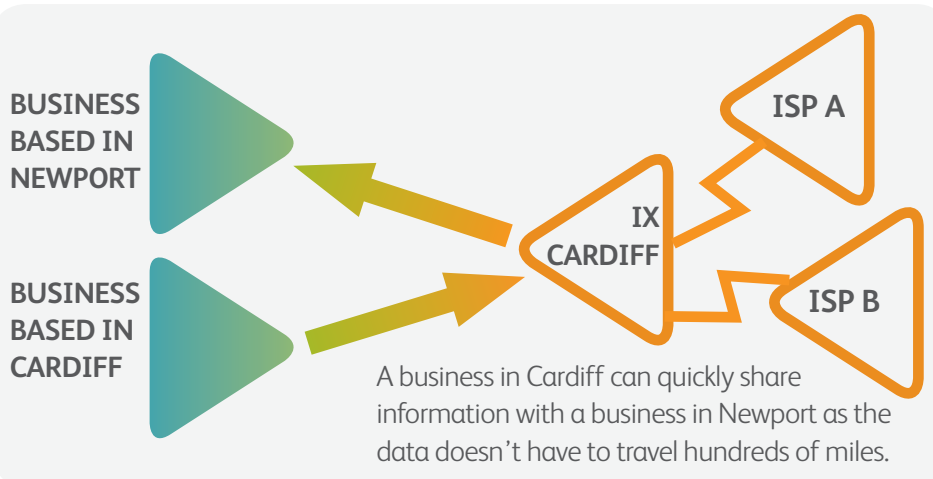 BUSINESS
BASED IN
NEWPORT
ISP A
IX
CARDIFF
BUSINESS
BASED IN
CARDIFF
ISP B
A business in Cardiff can quickly share
information with a business in Newport as the
data doesn’t have to travel hundreds of miles.